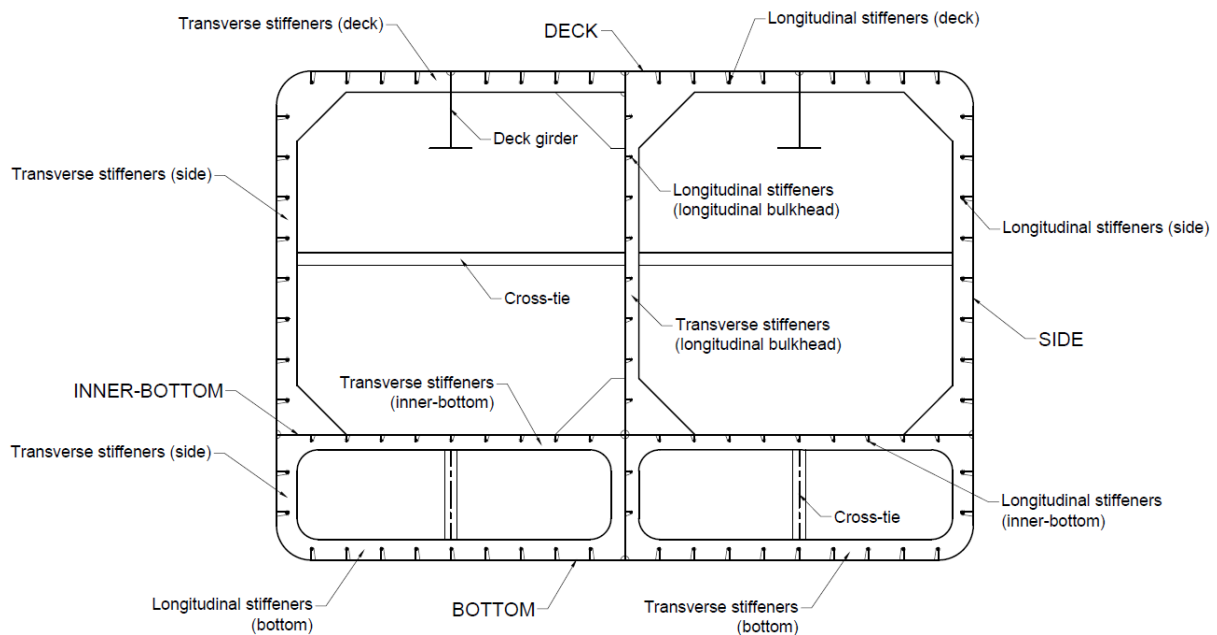 Transverse stiffeners (deck)
DECK
Longitudinal stiffeners (deck)
Deck girder
Transverse stiffeners (side)
Longitudinal stiffeners
(longitudinal bulkhead)
Longitudinal stiffeners (side)
Cross-tie
Transverse stiffeners
(longitudinal bulkhead)
SIDE
INNER-BOTTOM
Transverse stiffeners
(inner-bottom)
Transverse stiffeners (side)
Cross-tie
Longitudinal stiffeners
(inner-bottom)
Longitudinal stiffeners
(bottom)
BOTTOM
Transverse stiffeners
(bottom)